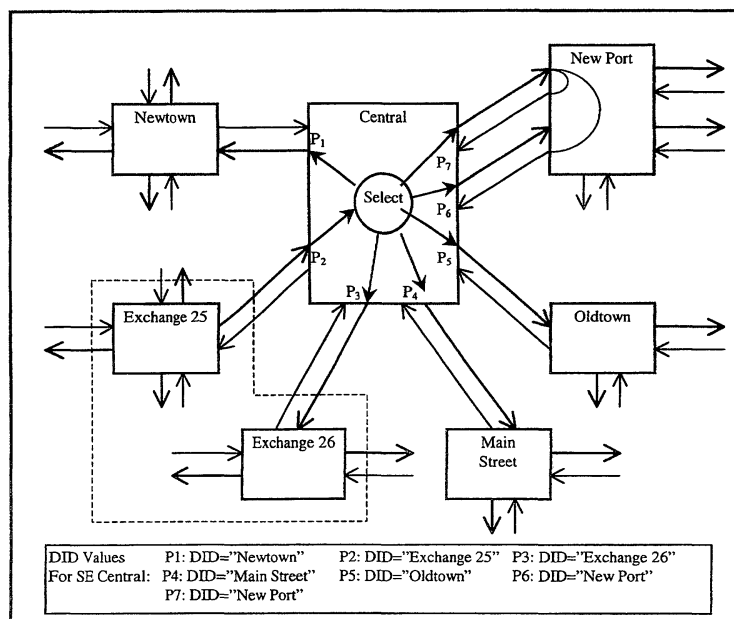 New Port
Newtown
Central
P1
P7
Select
P6
P2
P5
P3
P4
Exchange 25
Oldtown
Exchange 26
Main
Street
DID Values P1: DID="Newtown" P2: DID="Exchange 25" P3: DID="Exchange 26"
For SE Central: P4: DID="Main Street" P5: DID="Oldtown" P6: DID="New Port"
P7: DID="New Port"